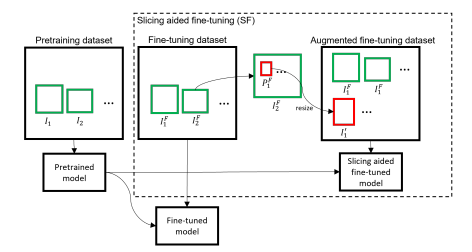 Slicing aided fine-tuning (SF)
Pretraining dataset
Fine-tuning dataset
Augmented fine-tuning dataset
I₁ I₂ ...
I₁ᶠ I₂ᶠ ...
P₁ᶠ ...
I₂ᶠ
resize
I₁ᶠ I₁ᶠ ...
I₁′ ...
Pretrained
model
Slicing aided
fine-tuned
model
Fine-tuned
model